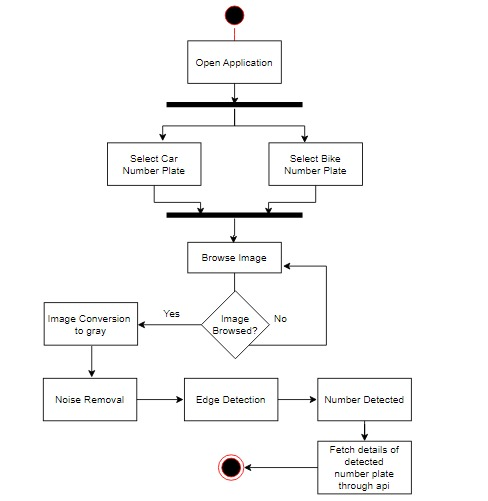 Open Application
Select Car
Number Plate
Select Bike
Number Plate
Browse Image
Image
Browsed?
Yes
No
Image Conversion
to gray
Noise Removal
Edge Detection
Number Detected
Fetch details of
detected
number plate
through api